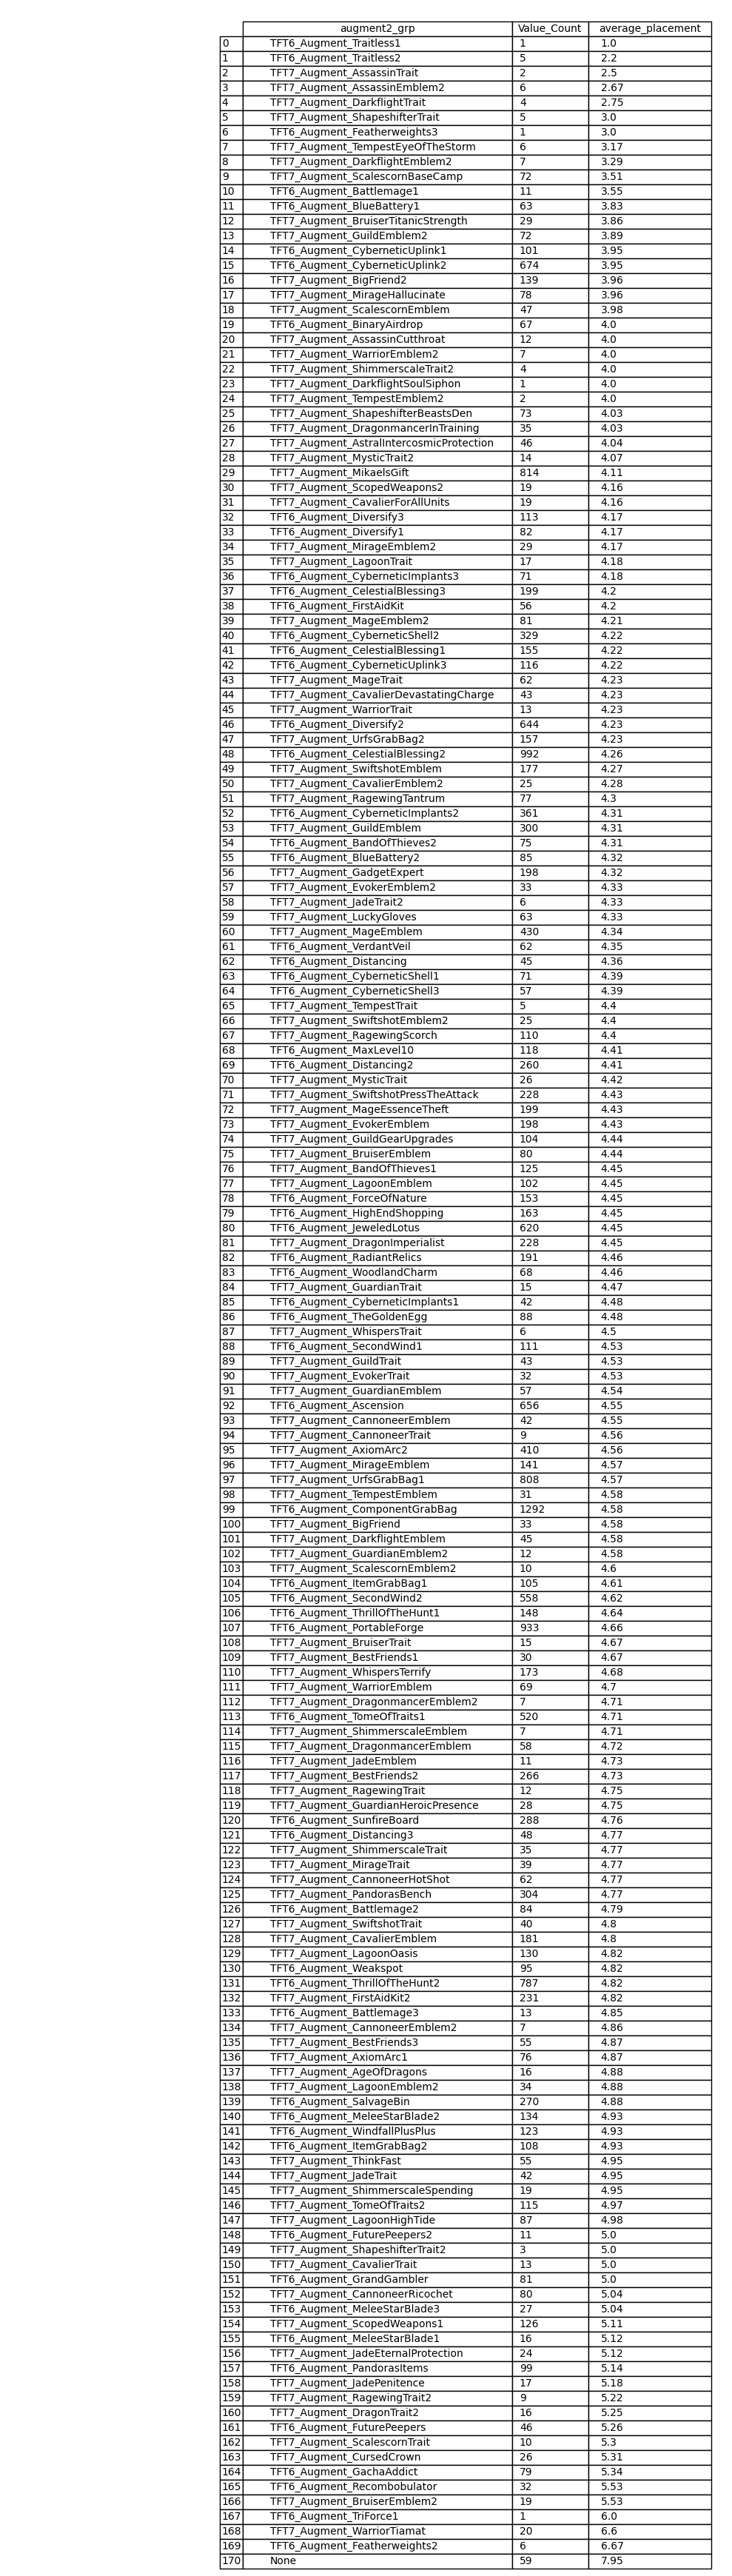 augment2_grp Value_Count average_placement
0 TFT6_Augment_Traitless1 1 1.0
1 TFT6_Augment_Traitless2 5 2.2
2 TFT7_Augment_AssassinTrait 2 2.5
3 TFT7_Augment_AssassinEmblem2 6 2.67
4 TFT7_Augment_DarkflightTrait 4 2.75
5 TFT7_Augment_ShapeshifterTrait 5 3.0
6 TFT6_Augment_Featherweights3 1 3.0
7 TFT7_Augment_TempestEyeOfTheStorm 6 3.17
8 TFT7_Augment_DarkflightEmblem2 7 3.29
9 TFT7_Augment_ScalescornBaseCamp 72 3.51
10 TFT6_Augment_Battlemage1 11 3.55
11 TFT6_Augment_BlueBattery1 63 3.83
12 TFT7_Augment_BruiserTitanicStrength 29 3.86
13 TFT7_Augment_GuildEmblem2 72 3.89
14 TFT6_Augment_CyberneticUplink1 101 3.95
15 TFT6_Augment_CyberneticUplink2 674 3.95
16 TFT7_Augment_BigFriend2 139 3.96
17 TFT7_Augment_MirageHallucinate 78 3.96
18 TFT7_Augment_ScalescornEmblem 47 3.98
19 TFT6_Augment_BinaryAirdrop 67 4.0
20 TFT7_Augment_AssassinCutthroat 12 4.0
21 TFT7_Augment_WarriorEmblem2 7 4.0
22 TFT7_Augment_ShimmerscaleTrait2 4 4.0
23 TFT7_Augment_DarkflightSoulSiphon 1 4.0
24 TFT7_Augment_TempestEmblem2 2 4.0
25 TFT7_Augment_ShapeshifterBeastsDen 73 4.03
26 TFT7_Augment_DragonmancerInTraining 35 4.03
27 TFT7_Augment_AstralIntercosmicProtection 46 4.04
28 TFT7_Augment_MysticTrait2 14 4.07
29 TFT7_Augment_MikaelsGift 814 4.11
30 TFT7_Augment_ScopedWeapons2 19 4.16
31 TFT7_Augment_CavalierForAllUnits 19 4.16
32 TFT6_Augment_Diversify3 113 4.17
33 TFT6_Augment_Diversify1 82 4.17
34 TFT7_Augment_MirageEmblem2 29 4.17
35 TFT7_Augment_LagoonTrait 17 4.18
36 TFT6_Augment_CyberneticImplants3 71 4.18
37 TFT6_Augment_CelestialBlessing3 199 4.2
38 TFT6_Augment_FirstAidKit 56 4.2
39 TFT7_Augment_MageEmblem2 81 4.21
40 TFT6_Augment_CyberneticShell2 329 4.22
41 TFT6_Augment_CelestialBlessing1 155 4.22
42 TFT6_Augment_CyberneticUplink3 116 4.22
43 TFT7_Augment_MageTrait 62 4.23
44 TFT7_Augment_CavalierDevastatingCharge 43 4.23
45 TFT7_Augment_WarriorTrait 13 4.23
46 TFT6_Augment_Diversify2 644 4.23
47 TFT7_Augment_UrfsGrabBag2 157 4.23
48 TFT6_Augment_CelestialBlessing2 992 4.26
49 TFT7_Augment_SwiftshotEmblem 177 4.27
50 TFT7_Augment_CavalierEmblem2 25 4.28
51 TFT7_Augment_RagewingTantrum 77 4.3
52 TFT6_Augment_CyberneticImplants2 361 4.31
53 TFT7_Augment_GuildEmblem 300 4.31
54 TFT6_Augment_BandOfThieves2 75 4.31
55 TFT6_Augment_BlueBattery2 85 4.32
56 TFT7_Augment_GadgetExpert 198 4.32
57 TFT7_Augment_EvokerEmblem2 33 4.33
58 TFT7_Augment_JadeTrait2 6 4.33
59 TFT7_Augment_LuckyGloves 63 4.33
60 TFT7_Augment_MageEmblem 430 4.34
61 TFT6_Augment_VerdantVeil 62 4.35
62 TFT6_Augment_Distancing 45 4.36
63 TFT6_Augment_CyberneticShell1 71 4.39
64 TFT6_Augment_CyberneticShell3 57 4.39
65 TFT7_Augment_TempestTrait 5 4.4
66 TFT7_Augment_SwiftshotEmblem2 25 4.4
67 TFT7_Augment_RagewingScorch 110 4.4
68 TFT6_Augment_MaxLevel10 118 4.41
69 TFT6_Augment_Distancing2 260 4.41
70 TFT7_Augment_MysticTrait 26 4.42
71 TFT7_Augment_SwiftshotPressTheAttack 228 4.43
72 TFT7_Augment_MageEssenceTheft 199 4.43
73 TFT7_Augment_EvokerEmblem 198 4.43
74 TFT7_Augment_GuildGearUpgrades 104 4.44
75 TFT7_Augment_BruiserEmblem 80 4.44
76 TFT7_Augment_BandOfThieves1 125 4.45
77 TFT7_Augment_LagoonEmblem 102 4.45
78 TFT6_Augment_ForceOfNature 153 4.45
79 TFT6_Augment_HighEndShopping 163 4.45
80 TFT6_Augment_JeweledLotus 620 4.45
81 TFT7_Augment_DragonImperialist 228 4.45
82 TFT6_Augment_RadiantRelics 191 4.46
83 TFT6_Augment_WoodlandCharm 68 4.46
84 TFT7_Augment_GuardianTrait 15 4.47
85 TFT6_Augment_CyberneticImplants1 42 4.48
86 TFT6_Augment_TheGoldenEgg 88 4.48
87 TFT7_Augment_WhispersTrait 6 4.5
88 TFT6_Augment_SecondWind1 111 4.53
89 TFT7_Augment_GuildTrait 43 4.53
90 TFT7_Augment_EvokerTrait 32 4.53
91 TFT7_Augment_GuardianEmblem 57 4.54
92 TFT6_Augment_Ascension 656 4.55
93 TFT7_Augment_CannoneerEmblem 42 4.55
94 TFT7_Augment_CannoneerTrait 9 4.56
95 TFT7_Augment_AxiomArc2 410 4.56
96 TFT7_Augment_MirageEmblem 141 4.57
97 TFT7_Augment_UrfsGrabBag1 808 4.57
98 TFT7_Augment_TempestEmblem 31 4.58
99 TFT6_Augment_ComponentGrabBag 1292 4.58
100 TFT7_Augment_BigFriend 33 4.58
101 TFT7_Augment_DarkflightEmblem 45 4.58
102 TFT7_Augment_GuardianEmblem2 12 4.58
103 TFT7_Augment_ScalescornEmblem2 10 4.6
104 TFT6_Augment_ItemGrabBag1 105 4.61
105 TFT6_Augment_SecondWind2 558 4.62
106 TFT6_Augment_ThrillOfTheHunt1 148 4.64
107 TFT6_Augment_PortableForge 933 4.66
108 TFT7_Augment_BruiserTrait 15 4.67
109 TFT7_Augment_BestFriends1 30 4.67
110 TFT7_Augment_WhispersTerrify 173 4.68
111 TFT7_Augment_WarriorEmblem 69 4.7
112 TFT7_Augment_DragonmancerEmblem2 7 4.71
113 TFT6_Augment_TomeOfTraits1 520 4.71
114 TFT7_Augment_ShimmerscaleEmblem 7 4.71
115 TFT7_Augment_DragonmancerEmblem 58 4.72
116 TFT7_Augment_JadeEmblem 11 4.73
117 TFT7_Augment_BestFriends2 266 4.73
118 TFT7_Augment_RagewingTrait 12 4.75
119 TFT7_Augment_GuardianHeroicPresence 28 4.75
120 TFT6_Augment_SunfireBoard 288 4.76
121 TFT6_Augment_Distancing3 48 4.77
122 TFT7_Augment_ShimmerscaleTrait 35 4.77
123 TFT7_Augment_MirageTrait 39 4.77
124 TFT7_Augment_CannoneerHotShot 62 4.77
125 TFT7_Augment_PandorasBench 304 4.77
126 TFT6_Augment_Battlemage2 84 4.79
127 TFT7_Augment_SwiftshotTrait 40 4.8
128 TFT7_Augment_CavalierEmblem 181 4.8
129 TFT7_Augment_LagoonOasis 130 4.82
130 TFT6_Augment_Weakspot 95 4.82
131 TFT6_Augment_ThrillOfTheHunt2 787 4.82
132 TFT7_Augment_FirstAidKit2 231 4.82
133 TFT6_Augment_Battlemage3 13 4.85
134 TFT7_Augment_CannoneerEmblem2 7 4.86
135 TFT7_Augment_BestFriends3 55 4.87
136 TFT7_Augment_AxiomArc1 76 4.87
137 TFT7_Augment_AgeOfDragons 16 4.88
138 TFT7_Augment_LagoonEmblem2 34 4.88
139 TFT6_Augment_SalvageBin 270 4.88
140 TFT6_Augment_MeleeStarBlade2 134 4.93
141 TFT6_Augment_WindfallPlusPlus 123 4.93
142 TFT6_Augment_ItemGrabBag2 108 4.93
143 TFT7_Augment_ThinkFast 55 4.95
144 TFT7_Augment_JadeTrait 42 4.95
145 TFT7_Augment_ShimmerscaleSpending 19 4.95
146 TFT7_Augment_TomeOfTraits2 115 4.97
147 TFT7_Augment_LagoonHighTide 87 4.98
148 TFT6_Augment_FuturePeepers2 11 5.0
149 TFT7_Augment_ShapeshifterTrait2 3 5.0
150 TFT7_Augment_CavalierTrait 13 5.0
151 TFT6_Augment_GrandGambler 81 5.0
152 TFT7_Augment_CannoneerRicochet 80 5.04
153 TFT6_Augment_MeleeStarBlade3 27 5.04
154 TFT7_Augment_ScopedWeapons1 126 5.11
155 TFT6_Augment_MeleeStarBlade1 16 5.12
156 TFT7_Augment_JadeEternalProtection 24 5.12
157 TFT6_Augment_PandorasItems 99 5.14
158 TFT7_Augment_JadePenitence 17 5.18
159 TFT7_Augment_RagewingTrait2 9 5.22
160 TFT7_Augment_DragonTrait2 16 5.25
161 TFT6_Augment_FuturePeepers 46 5.26
162 TFT7_Augment_ScalescornTrait 10 5.3
163 TFT7_Augment_CursedCrown 26 5.31
164 TFT6_Augment_GachaAddict 79 5.34
165 TFT6_Augment_Recombobulator 32 5.53
166 TFT7_Augment_BruiserEmblem2 19 5.53
167 TFT6_Augment_TriForce1 1 6.0
168 TFT7_Augment_WarriorTiamat 20 6.6
169 TFT6_Augment_Featherweights2 6 6.67
170 None 59 7.95